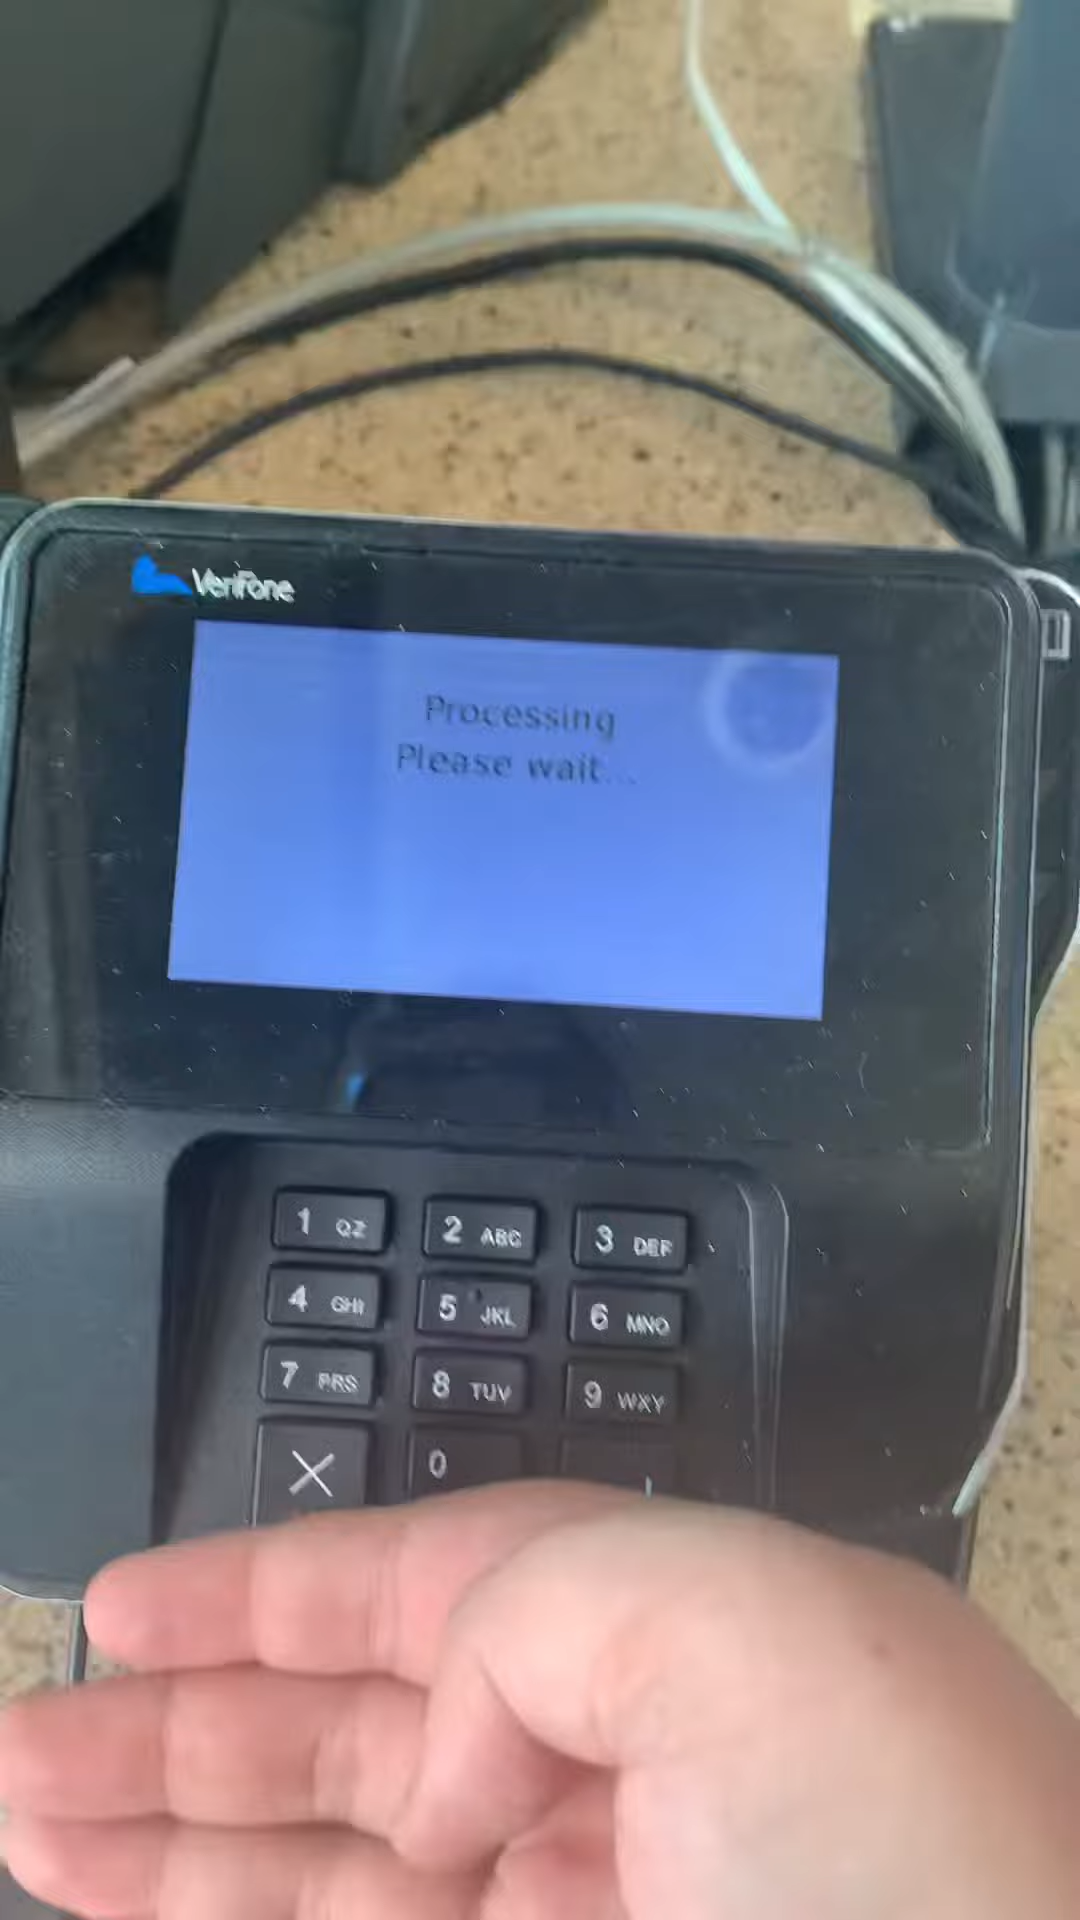 VeriFone
Processing
Please wait...
1 QZ
2 ABC
3 DEF
4 GHI
5 JKL
6 MNO
7 PRS
8 TUV
9 WXY
0